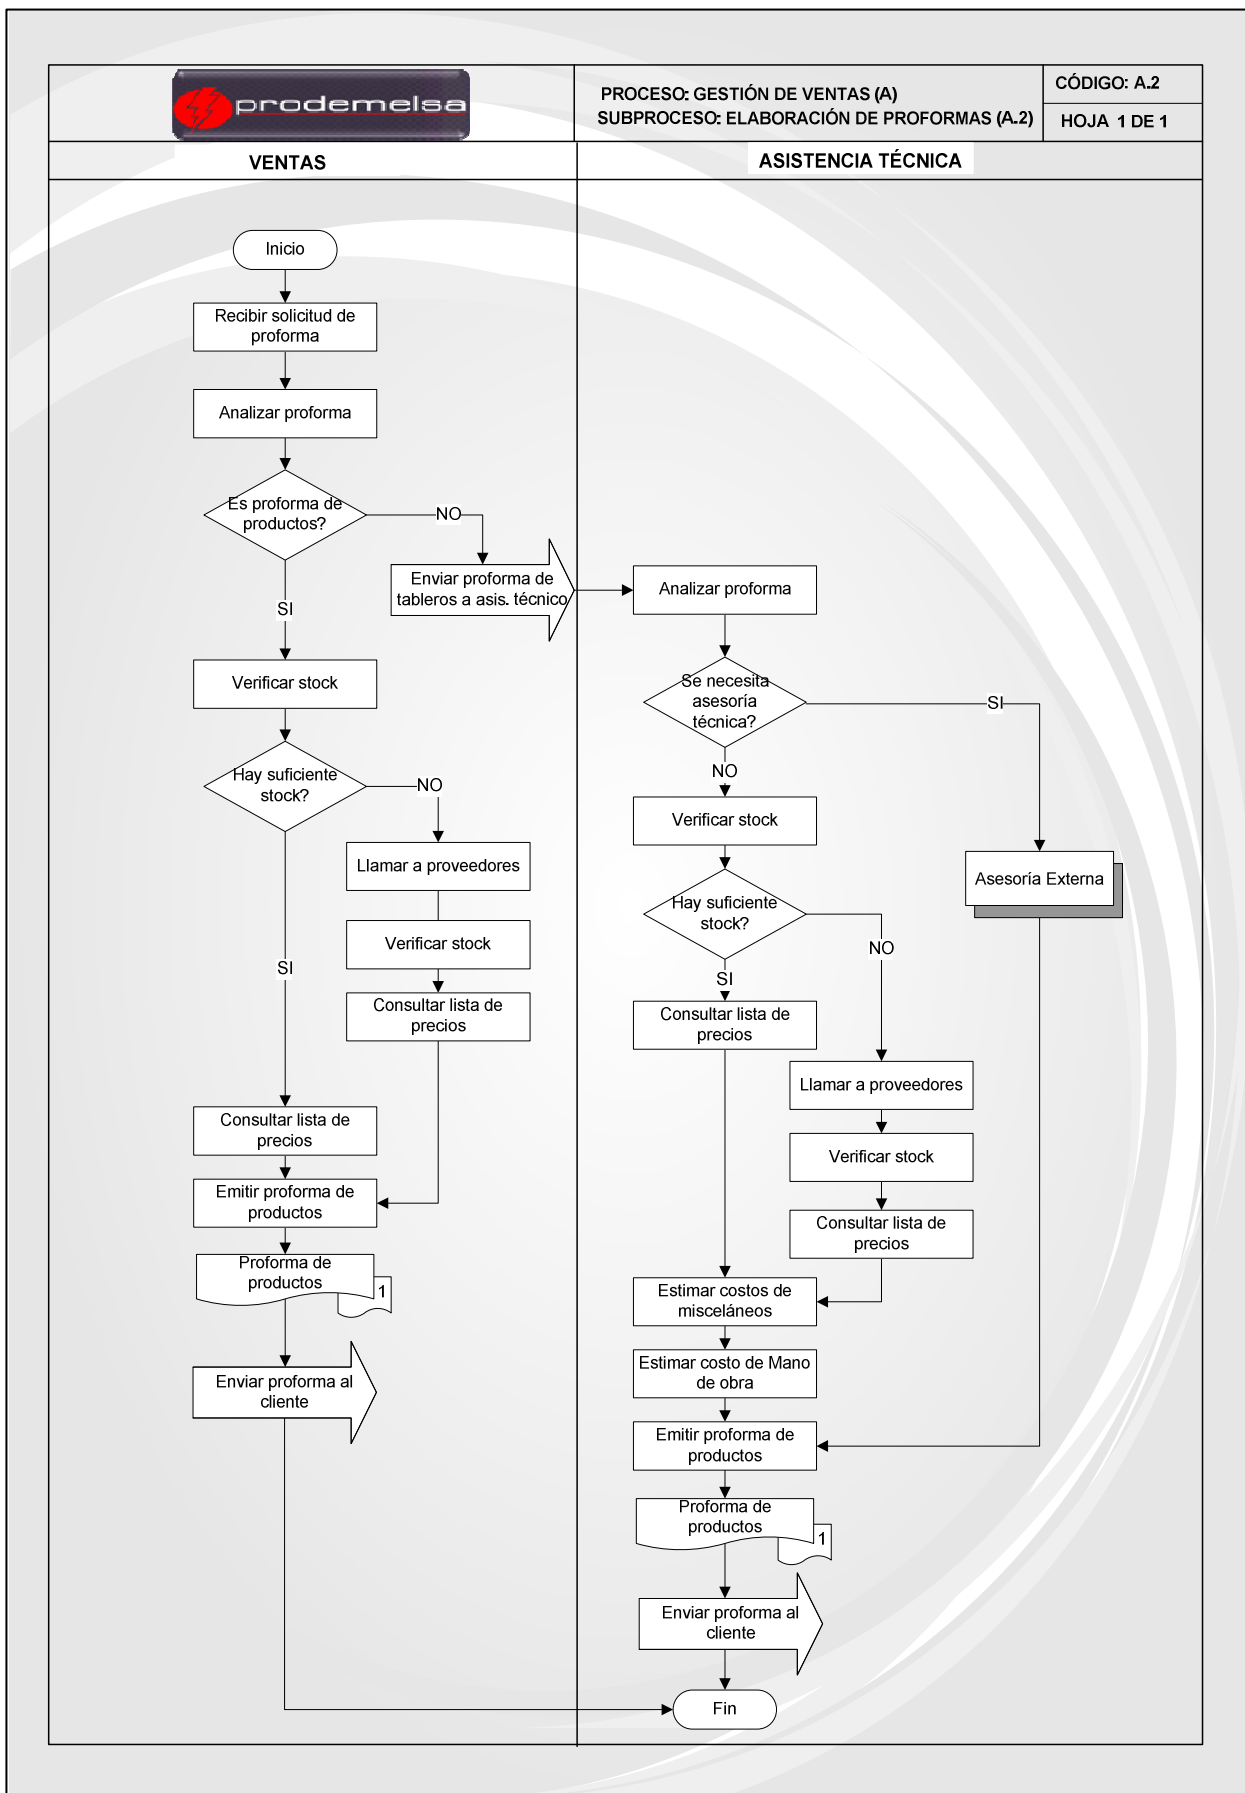 prodemelsa
PROCESO: GESTIÓN DE VENTAS (A)
SUBPROCESO: ELABORACIÓN DE PROFORMAS (A.2)
CÓDIGO: A.2
HOJA 1 DE 1
VENTAS
ASISTENCIA TÉCNICA
Inicio
Recibir solicitud de
proforma
Analizar proforma
Es proforma de
productos?
NO
Enviar proforma de
tableros a asis. técnico
SI
Verificar stock
Hay suficiente
stock?
NO
Llamar a proveedores
Verificar stock
Consultar lista de
precios
SI
Consultar lista de
precios
Emitir proforma de
productos
Proforma de
productos
1
Enviar proforma al
cliente
Analizar proforma
Se necesita
asesoría
técnica?
SI
Asesoría Externa
NO
Verificar stock
Hay suficiente
stock?
NO
SI
Consultar lista de
precios
Llamar a proveedores
Verificar stock
Consultar lista de
precios
Estimar costos de
misceláneos
Estimar costo de Mano
de obra
Emitir proforma de
productos
Proforma de
productos
1
Enviar proforma al
cliente
Fin